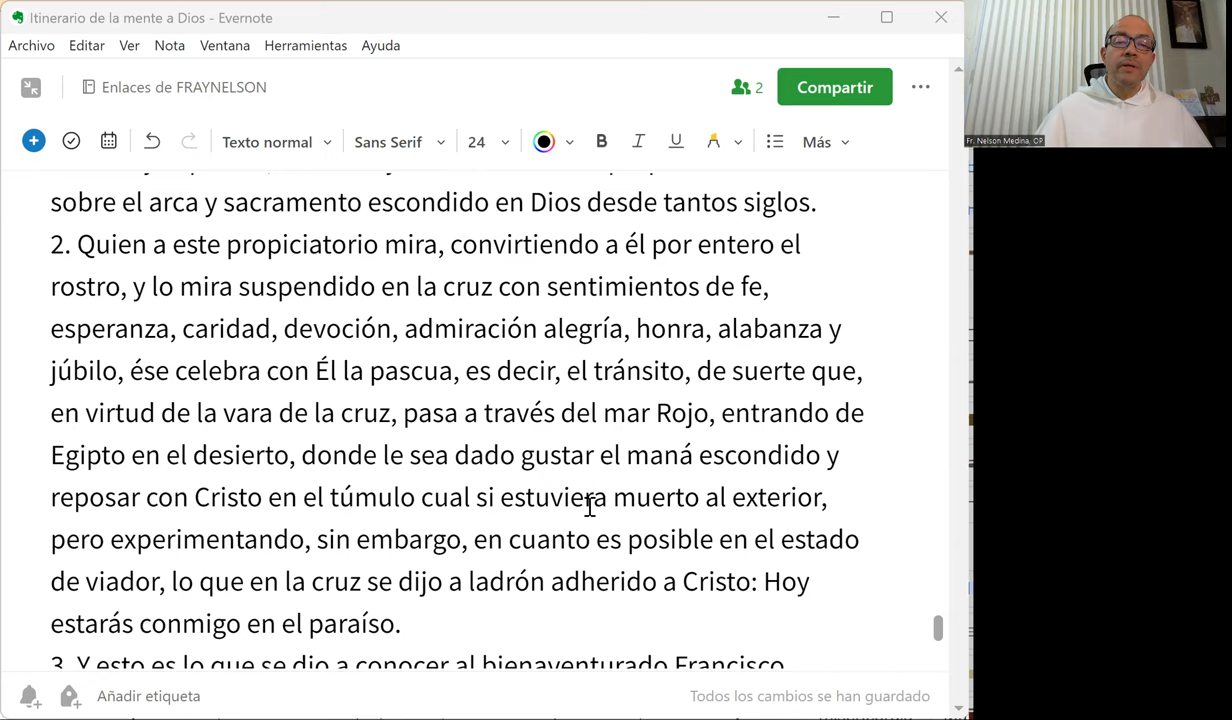 Itinerario de la mente a Dios - Evernote
Archivo Editar Ver Nota Ventana Herramientas Ayuda
Enlaces de FRAYNELSON 2 Compartir
Texto normal Sans Serif 24 B I U A Más
sobre el arca y sacramento escondido en Dios desde tantos siglos.
2. Quien a este propiciatorio mira, convirtiendo a él por entero el
rostro, y lo mira suspendido en la cruz con sentimientos de fe,
esperanza, caridad, devoción, admiración alegría, honra, alabanza y
júbilo, ése celebra con Él la pascua, es decir, el tránsito, de suerte que,
en virtud de la vara de la cruz, pasa a través del mar Rojo, entrando de
Egipto en el desierto, donde le sea dado gustar el maná escondido y
reposar con Cristo en el túmulo cual si estuviera muerto al exterior,
pero experimentando, sin embargo, en cuanto es posible en el estado
de viador, lo que en la cruz se dijo a ladrón adherido a Cristo: Hoy
estarás conmigo en el paraíso.
3. Y esto es lo que se dio a conocer al bienaventurado Francisco
Añadir etiqueta Todos los cambios se han guardado
Fr. Nelson Medina, OP